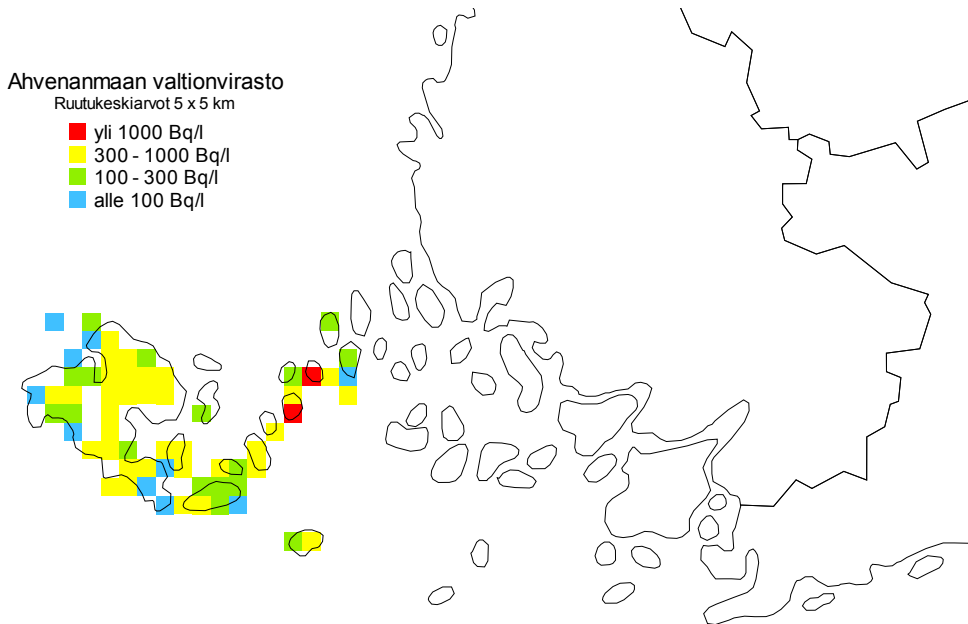 Ahvenanmaan valtionvirasto
Ruutukeskiarvot 5 x 5 km
yli 1000 Bq/l
300 - 1000 Bq/l
100 - 300 Bq/l
alle 100 Bq/l